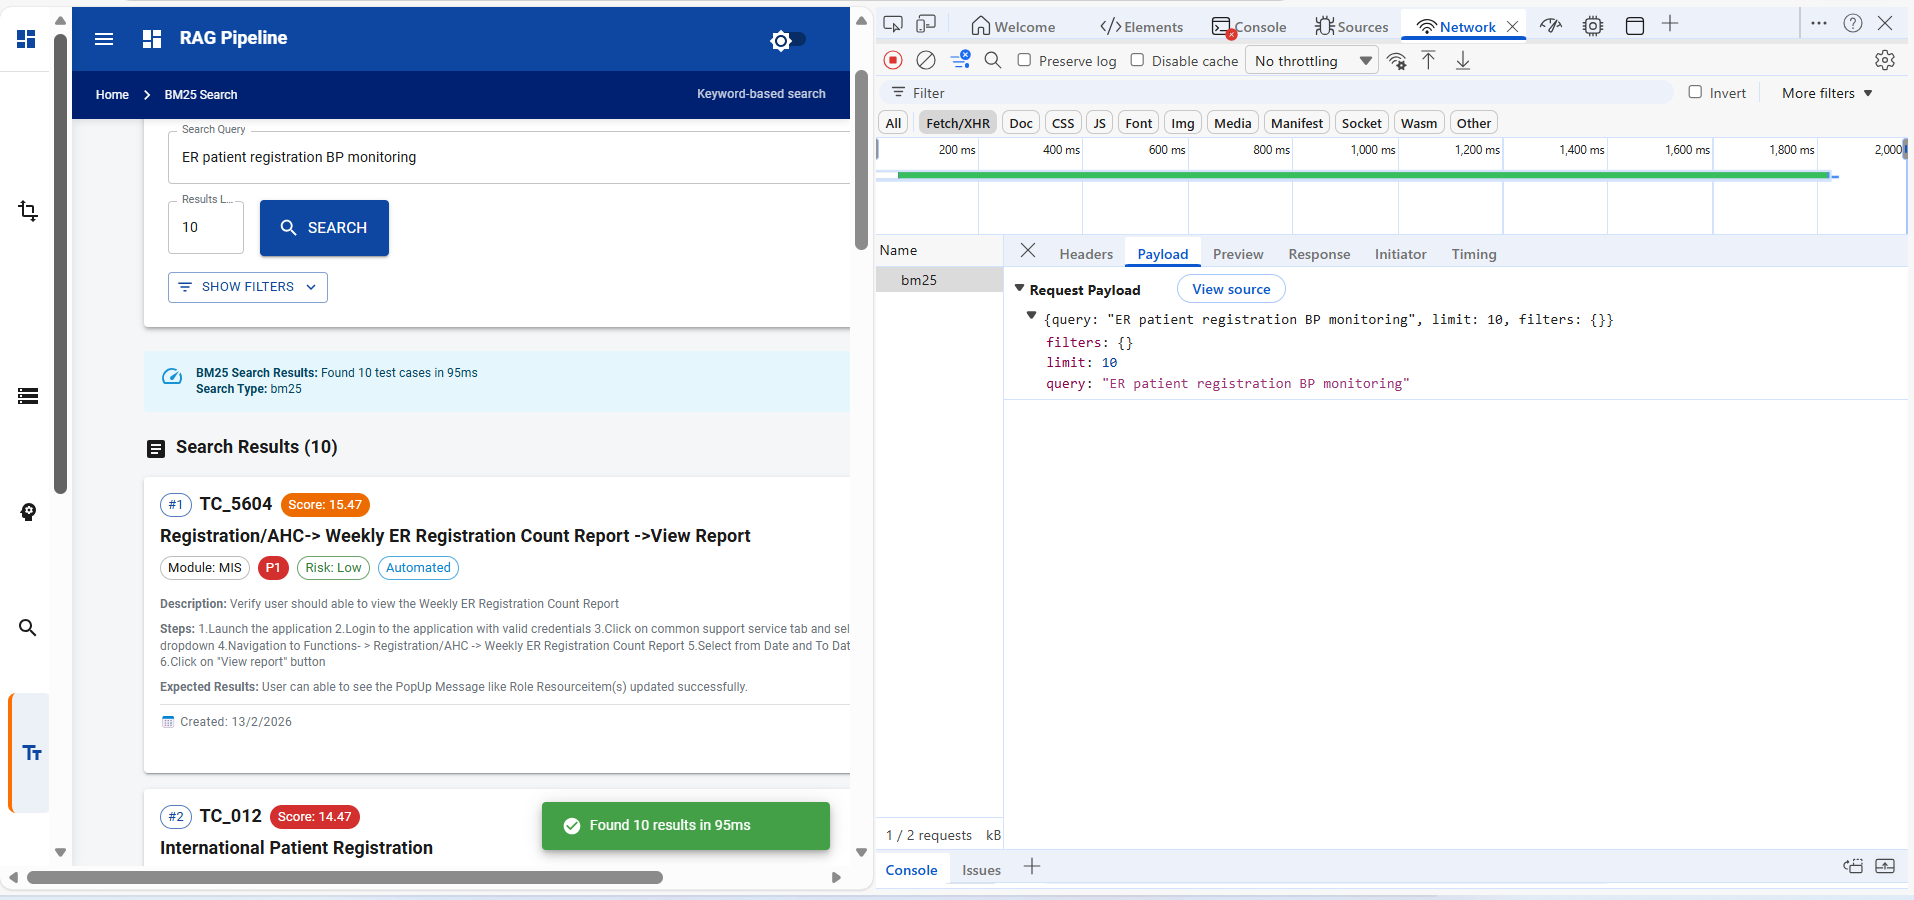 RAG Pipeline
Home > BM25 Search
Keyword-based search
Search Query
ER patient registration BP monitoring
Results L...
10
SEARCH
SHOW FILTERS
BM25 Search Results: Found 10 test cases in 95ms
Search Type: bm25
Search Results (10)
#1 TC_5604 Score: 15.47
Registration/AHC-> Weekly ER Registration Count Report ->View Report
Module: MIS P1 Risk: Low Automated
Description: Verify user should able to view the Weekly ER Registration Count Report
Steps: 1.Launch the application 2.Login to the application with valid credentials 3.Click on common support service tab and sel
dropdown 4.Navigation to Functions- > Registration/AHC -> Weekly ER Registration Count Report 5.Select from Date and To Dat
6.Click on "View report" button
Expected Results: User can able to see the PopUp Message like Role Resourceitem(s) updated successfully.
Created: 13/2/2026
#2 TC_012 Score: 14.47
International Patient Registration
Found 10 results in 95ms
Tт
Welcome Elements Console Sources Network
Preserve log Disable cache No throttling
Filter Invert More filters
All Fetch/XHR Doc CSS JS Font Img Media Manifest Socket Wasm Other
200 ms 400 ms 600 ms 800 ms 1,000 ms 1,200 ms 1,400 ms 1,600 ms 1,800 ms 2,000
Name
bm25
Headers Payload Preview Response Initiator Timing
Request Payload View source
{query: "ER patient registration BP monitoring", limit: 10, filters: {}}
filters: {}
limit: 10
query: "ER patient registration BP monitoring"
1 / 2 requests kB
Console Issues